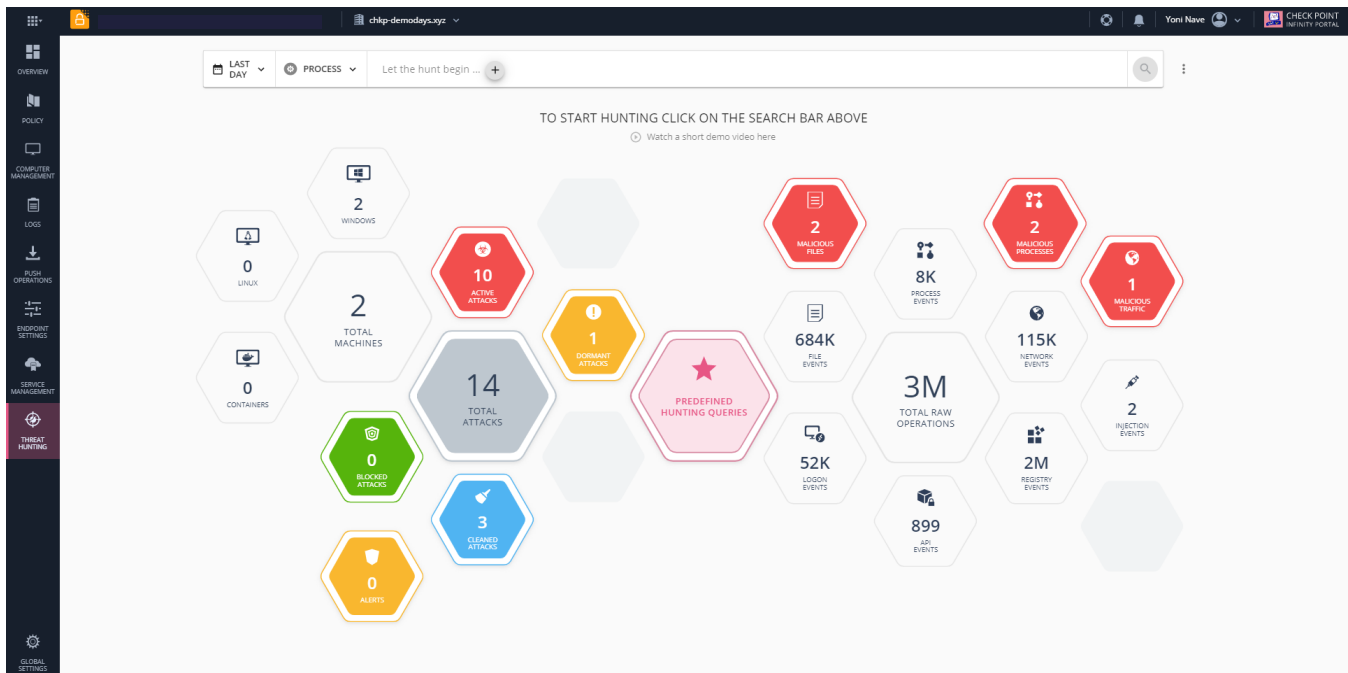 chkp-demodays.xyz
Yoni Nave
CHECK POINT
INFINITY PORTAL
OVERVIEW
POLICY
COMPUTER
MANAGEMENT
LOGS
PUSH
OPERATIONS
ENDPOINT
SETTINGS
SERVICE
MANAGEMENT
THREAT
HUNTING
GLOBAL
SETTINGS
LAST
DAY
PROCESS
Let the hunt begin ...
TO START HUNTING CLICK ON THE SEARCH BAR ABOVE
Watch a short demo video here
2
WINDOWS
0
LINUX
2
TOTAL
MACHINES
0
CONTAINERS
10
ACTIVE
ATTACKS
1
DORMANT
ATTACKS
14
TOTAL
ATTACKS
0
BLOCKED
ATTACKS
3
CLEANED
ATTACKS
0
ALERTS
PREDEFINED
HUNTING QUERIES
2
MALICIOUS
FILES
8K
PROCESS
EVENTS
2
MALICIOUS
PROCESSES
1
MALICIOUS
TRAFFIC
684K
FILE
EVENTS
115K
NETWORK
EVENTS
3M
TOTAL RAW
OPERATIONS
2
INJECTION
EVENTS
52K
LOGON
EVENTS
2M
REGISTRY
EVENTS
899
API
EVENTS